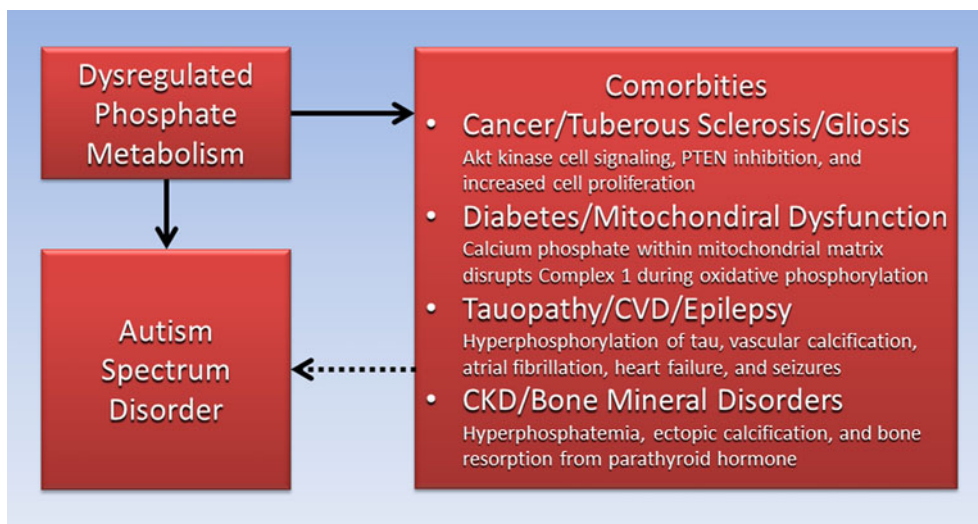 Dysregulated
Phosphate
Metabolism
Autism
Spectrum
Disorder
Comorbities
• Cancer/Tuberous Sclerosis/Gliosis
Akt kinase cell signaling, PTEN inhibition, and
increased cell proliferation
• Diabetes/Mitochondiral Dysfunction
Calcium phosphate within mitochondrial matrix
disrupts Complex 1 during oxidative phosphorylation
• Tauopathy/CVD/Epilepsy
Hyperphosphorylation of tau, vascular calcification,
atrial fibrillation, heart failure, and seizures
• CKD/Bone Mineral Disorders
Hyperphosphatemia, ectopic calcification, and bone
resorption from parathyroid hormone